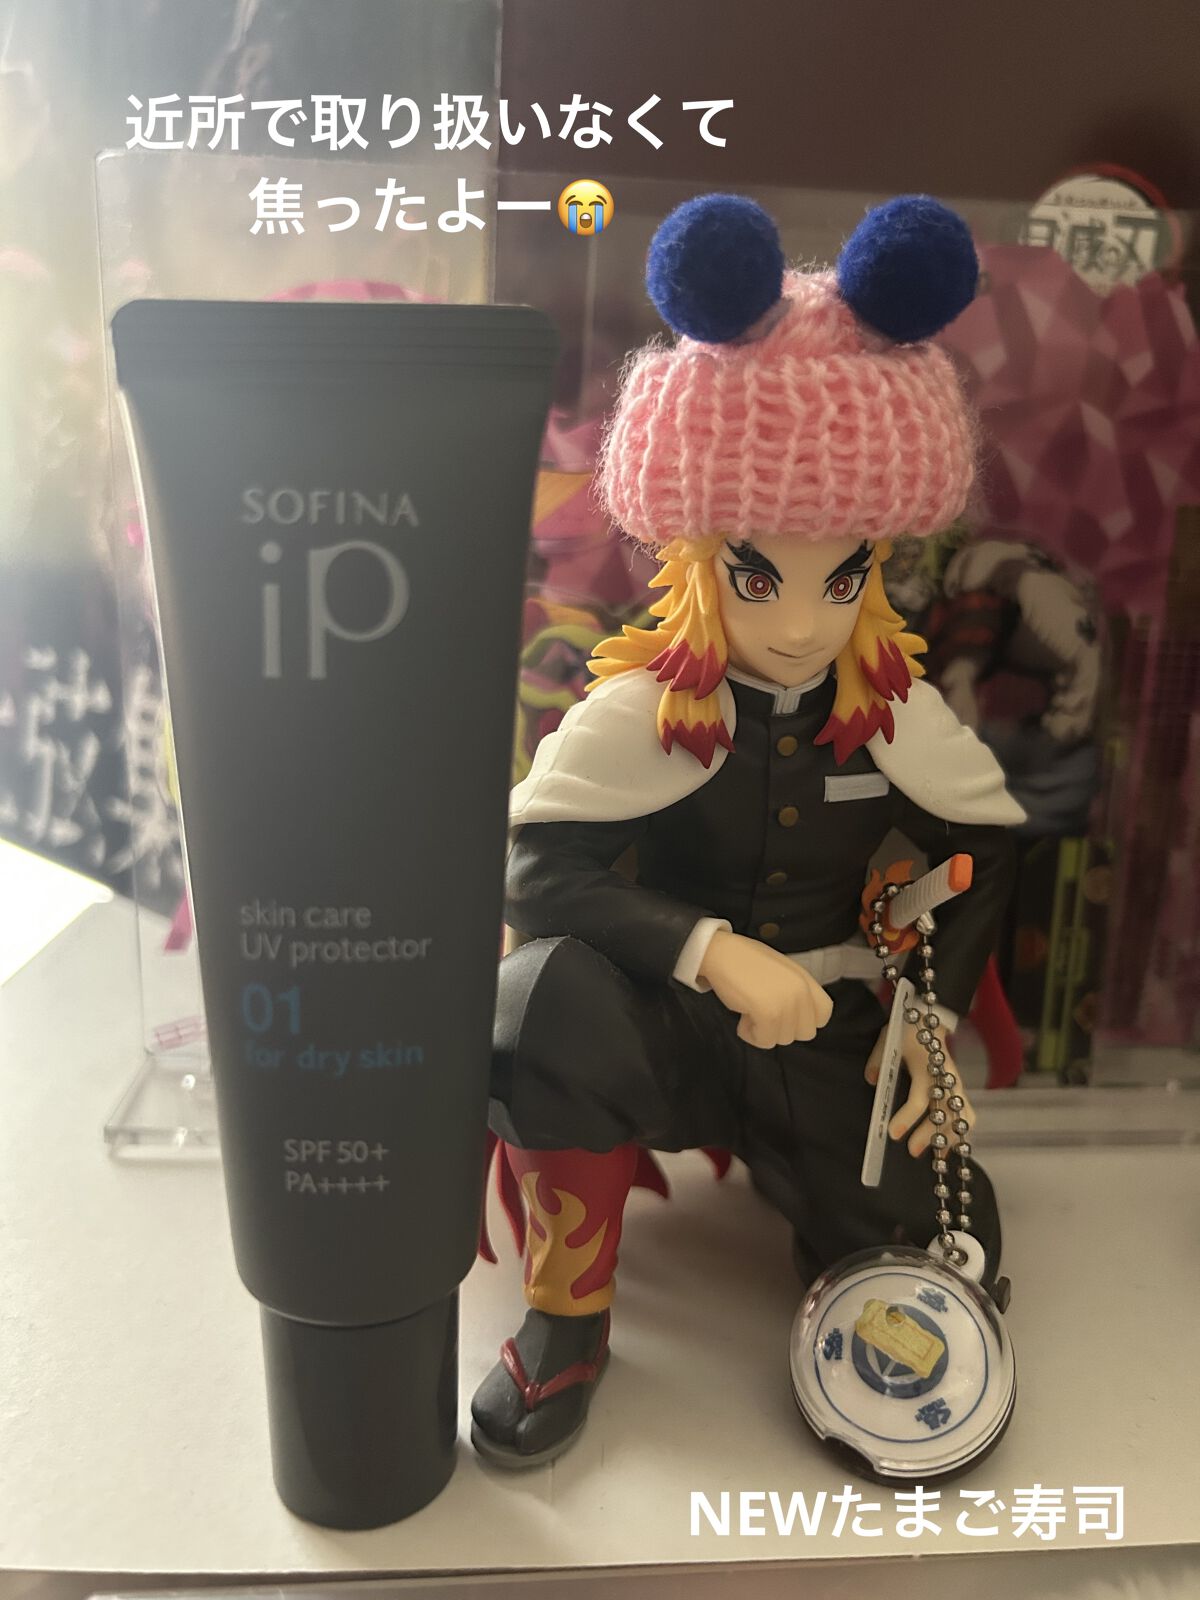 近所で取り扱いなくて
焦ったよー😭
SOFINA
iP
skin care
UV protector
01
for dry skin
SPF 50+
PA++++
NEWたまご寿司